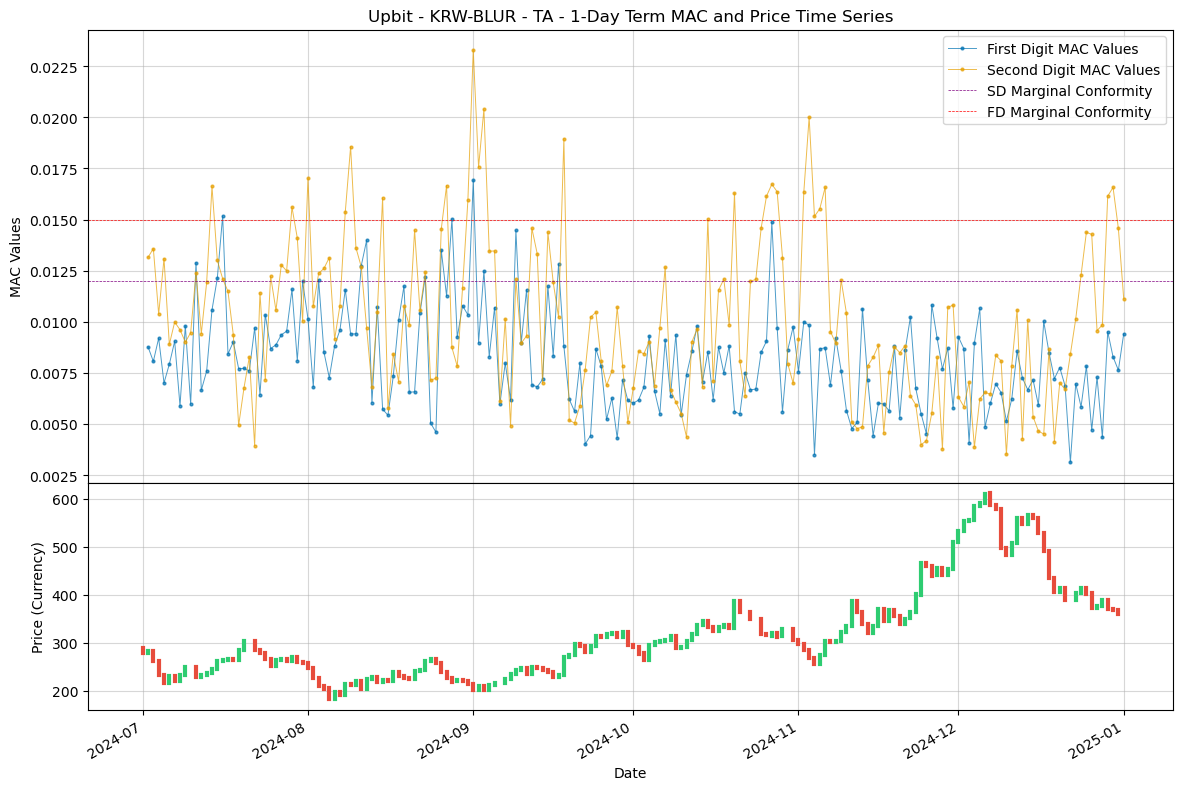 Upbit - KRW-BLUR - TA - 1-Day Term MAC and Price Time Series
First Digit MAC Values
Second Digit MAC Values
SD Marginal Conformity
FD Marginal Conformity
MAC Values
0.0225
0.0200
0.0175
0.0150
0.0125
0.0100
0.0075
0.0050
0.0025
Price (Currency)
600
500
400
300
200
2024-07
2024-08
2024-09
2024-10
2024-11
2024-12
2025-01
Date